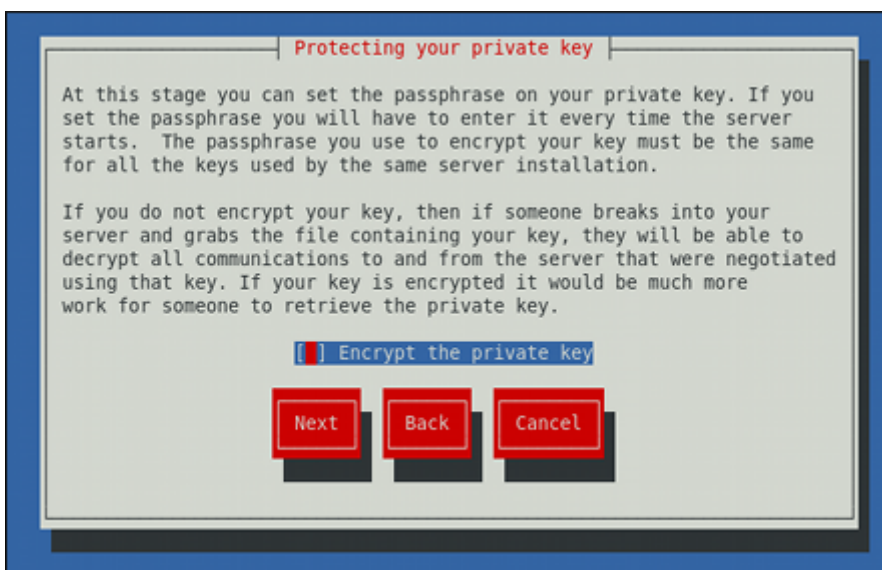 Protecting your private key
At this stage you can set the passphrase on your private key. If you
set the passphrase you will have to enter it every time the server
starts.  The passphrase you use to encrypt your key must be the same
for all the keys used by the same server installation.
If you do not encrypt your key, then if someone breaks into your
server and grabs the file containing your key, they will be able to
decrypt all communications to and from the server that were negotiated
using that key. If your key is encrypted it would be much more
work for someone to retrieve the private key.
[ ] Encrypt the private key
Next Back Cancel